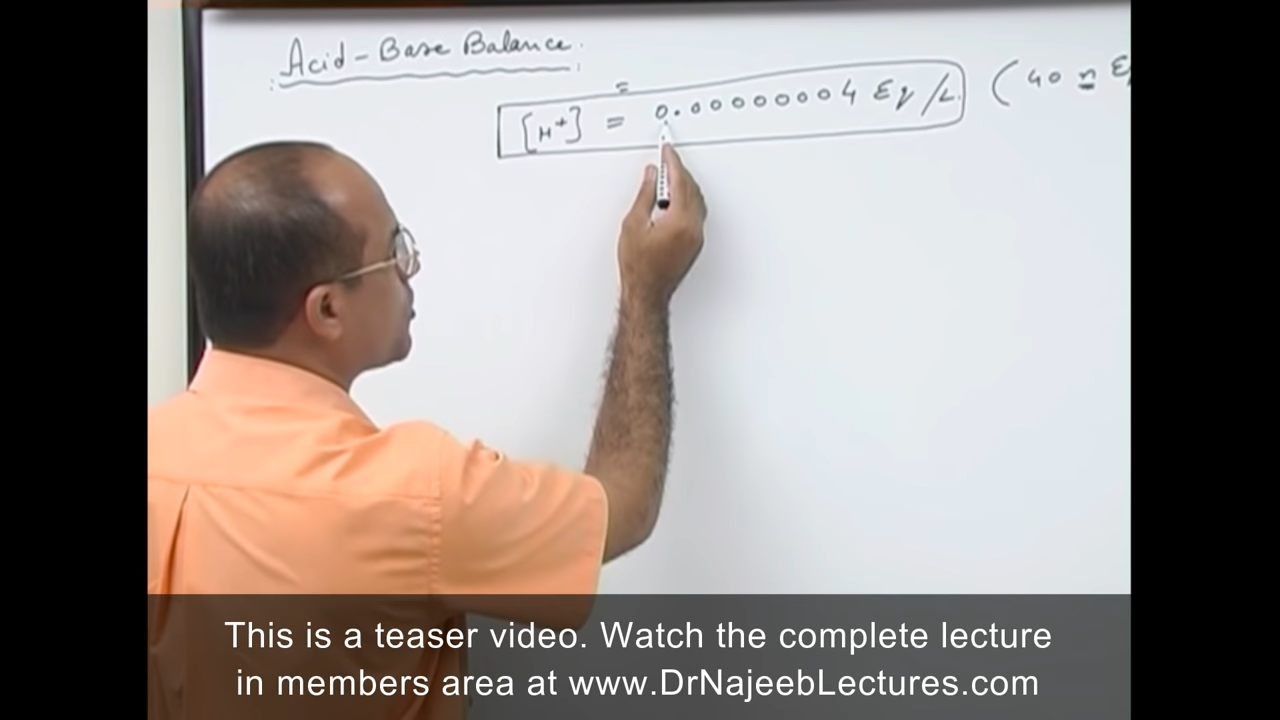 Acid-Base Balance.
[H+] = 0.00000004 Eq/L. (40 n E
This is a teaser video. Watch the complete lecture
in members area at www.DrNajeebLectures.com